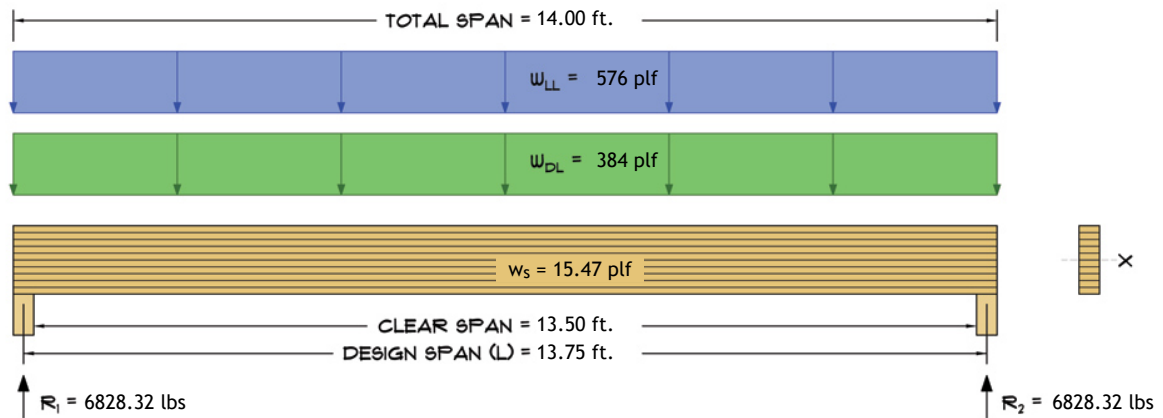 TOTAL SPAN = 14.00 ft.
WLL = 576 plf
WDL = 384 plf
ws = 15.47 plf
X
CLEAR SPAN = 13.50 ft.
DESIGN SPAN (L) = 13.75 ft.
R1 = 6828.32 lbs
R2 = 6828.32 lbs